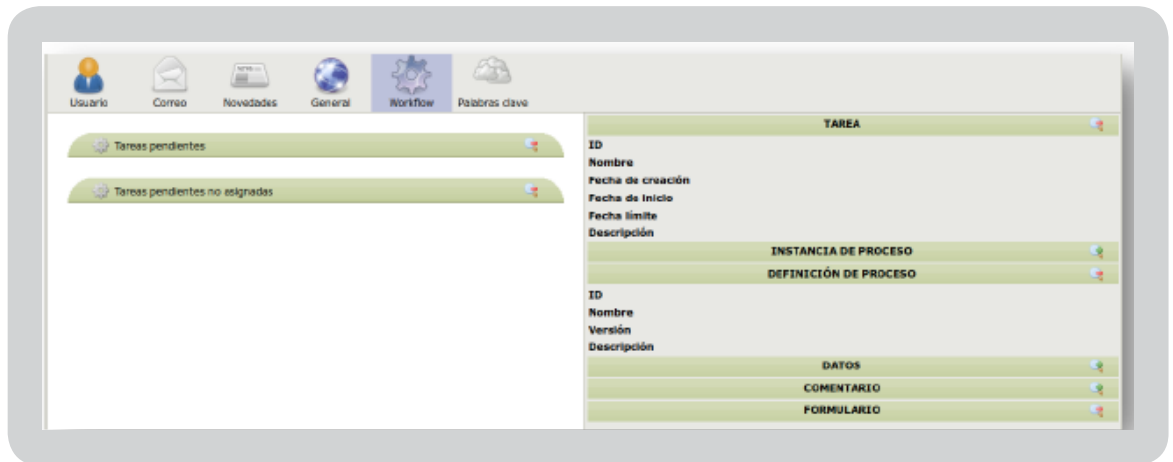 Usuario Correo Novedades General Workflow Palabras clave
Tareas pendientes
Tareas pendientes no asignadas
TAREA
ID
Nombre
Fecha de creación
Fecha de inicio
Fecha límite
Descripción
INSTANCIA DE PROCESO
DEFINICIÓN DE PROCESO
ID
Nombre
Versión
Descripción
DATOS
COMENTARIO
FORMULARIO